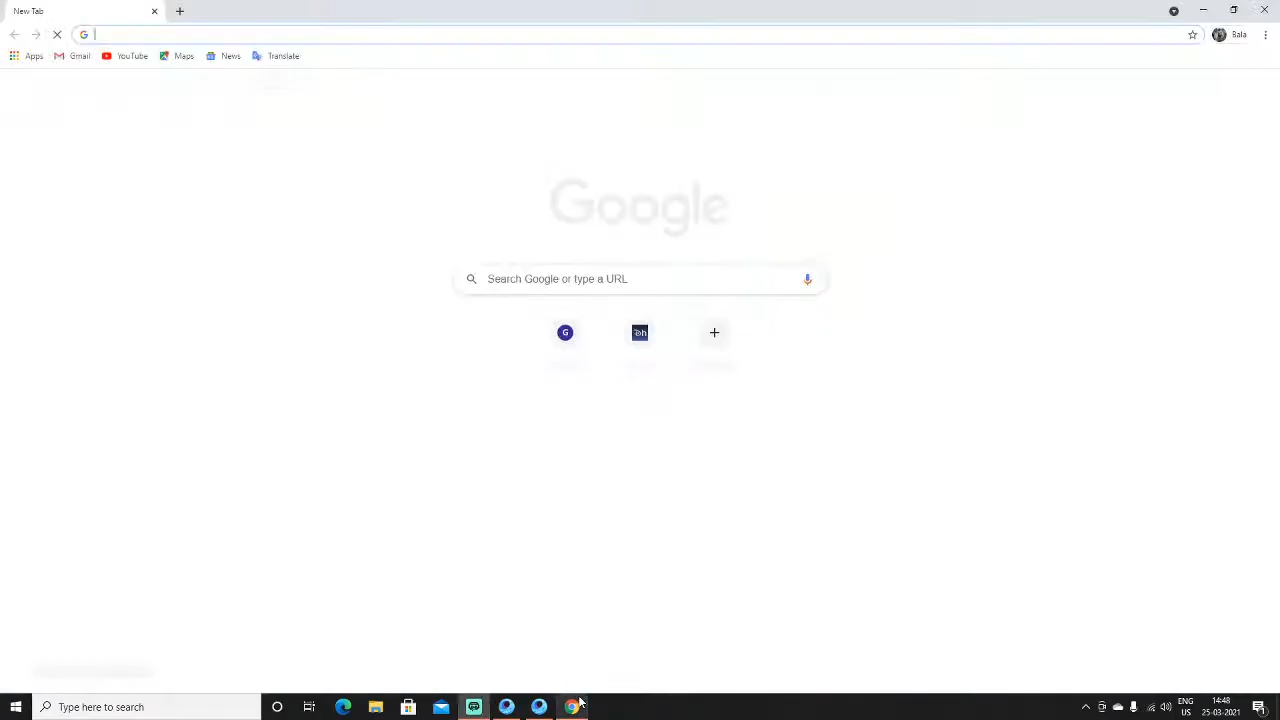 New Tab
Apps Gmail YouTube Maps News Translate
Bala
Google
Search Google or type a URL
G
Type here to search
ENG
US
14:48
25-08-2021